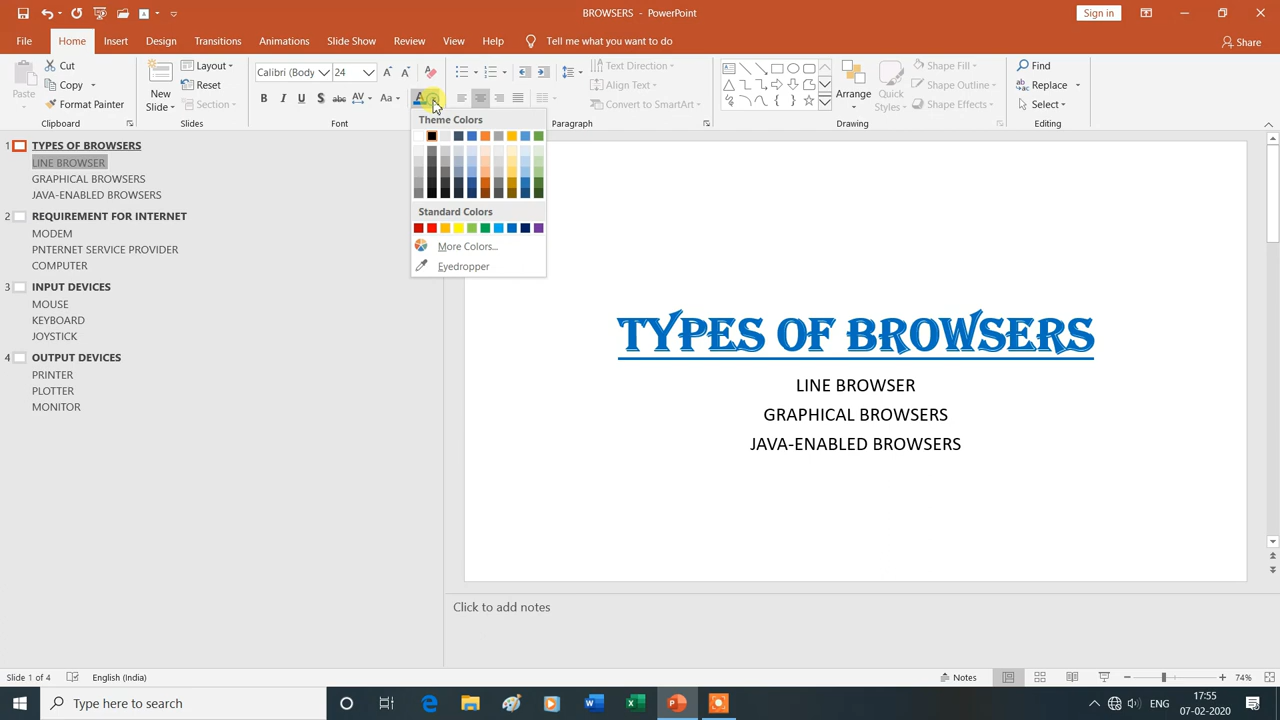 BROWSERS - PowerPoint
Sign in
File Home Insert Design Transitions Animations Slide Show Review View Help Tell me what you want to do
Share
Paste
Cut
Copy
Format Painter
Clipboard
New
Slide
Layout
Reset
Section
Slides
Calibri (Body 24
B I U S abc AV Aa A
Font
Text Direction
Align Text
Convert to SmartArt
Paragraph
Arrange
Quick
Styles
Shape Fill
Shape Outline
Shape Effects
Drawing
Find
Replace
Select
Editing
Theme Colors
Standard Colors
More Colors...
Eyedropper
1 TYPES OF BROWSERS
LINE BROWSER
GRAPHICAL BROWSERS
JAVA-ENABLED BROWSERS
2 REQUIREMENT FOR INTERNET
MODEM
PNTERNET SERVICE PROVIDER
COMPUTER
3 INPUT DEVICES
MOUSE
KEYBOARD
JOYSTICK
4 OUTPUT DEVICES
PRINTER
PLOTTER
MONITOR
TYPES OF BROWSERS
LINE BROWSER
GRAPHICAL BROWSERS
JAVA-ENABLED BROWSERS
Click to add notes
Slide 1 of 4 English (India) Notes 74%
Type here to search
ENG
17:55
07-02-2020